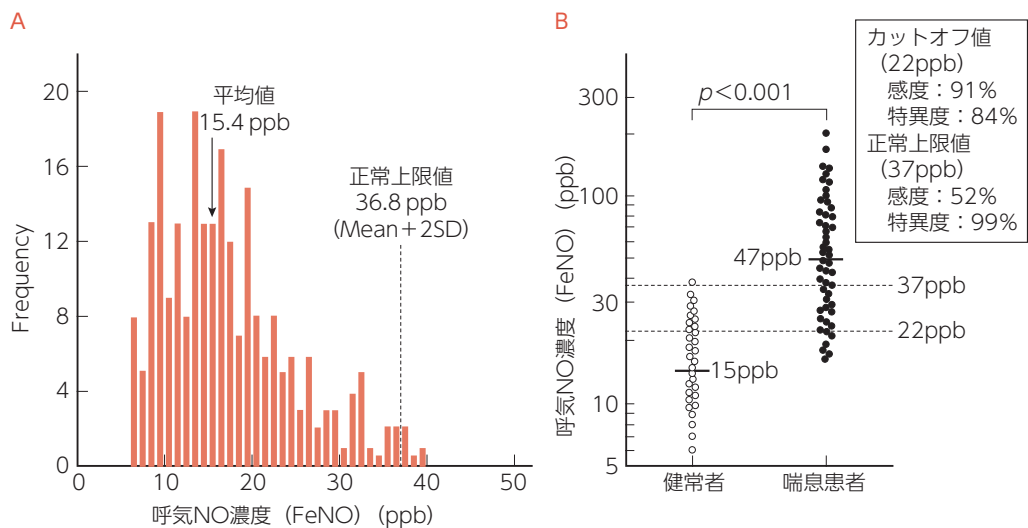 A
20
16
12
8
4
0
Frequency
平均値
15.4 ppb
正常上限値
36.8 ppb
(Mean+2SD)
0
10
20
30
40
50
呼気NO濃度（FeNO）(ppb)
B
300
100
30
10
5
呼気NO濃度（FeNO）(ppb)
p＜0.001
47ppb
15ppb
37ppb
22ppb
健常者
喘息患者
カットオフ値
（22ppb）
感度：91%
特異度：84%
正常上限値
（37ppb）
感度：52%
特異度：99%